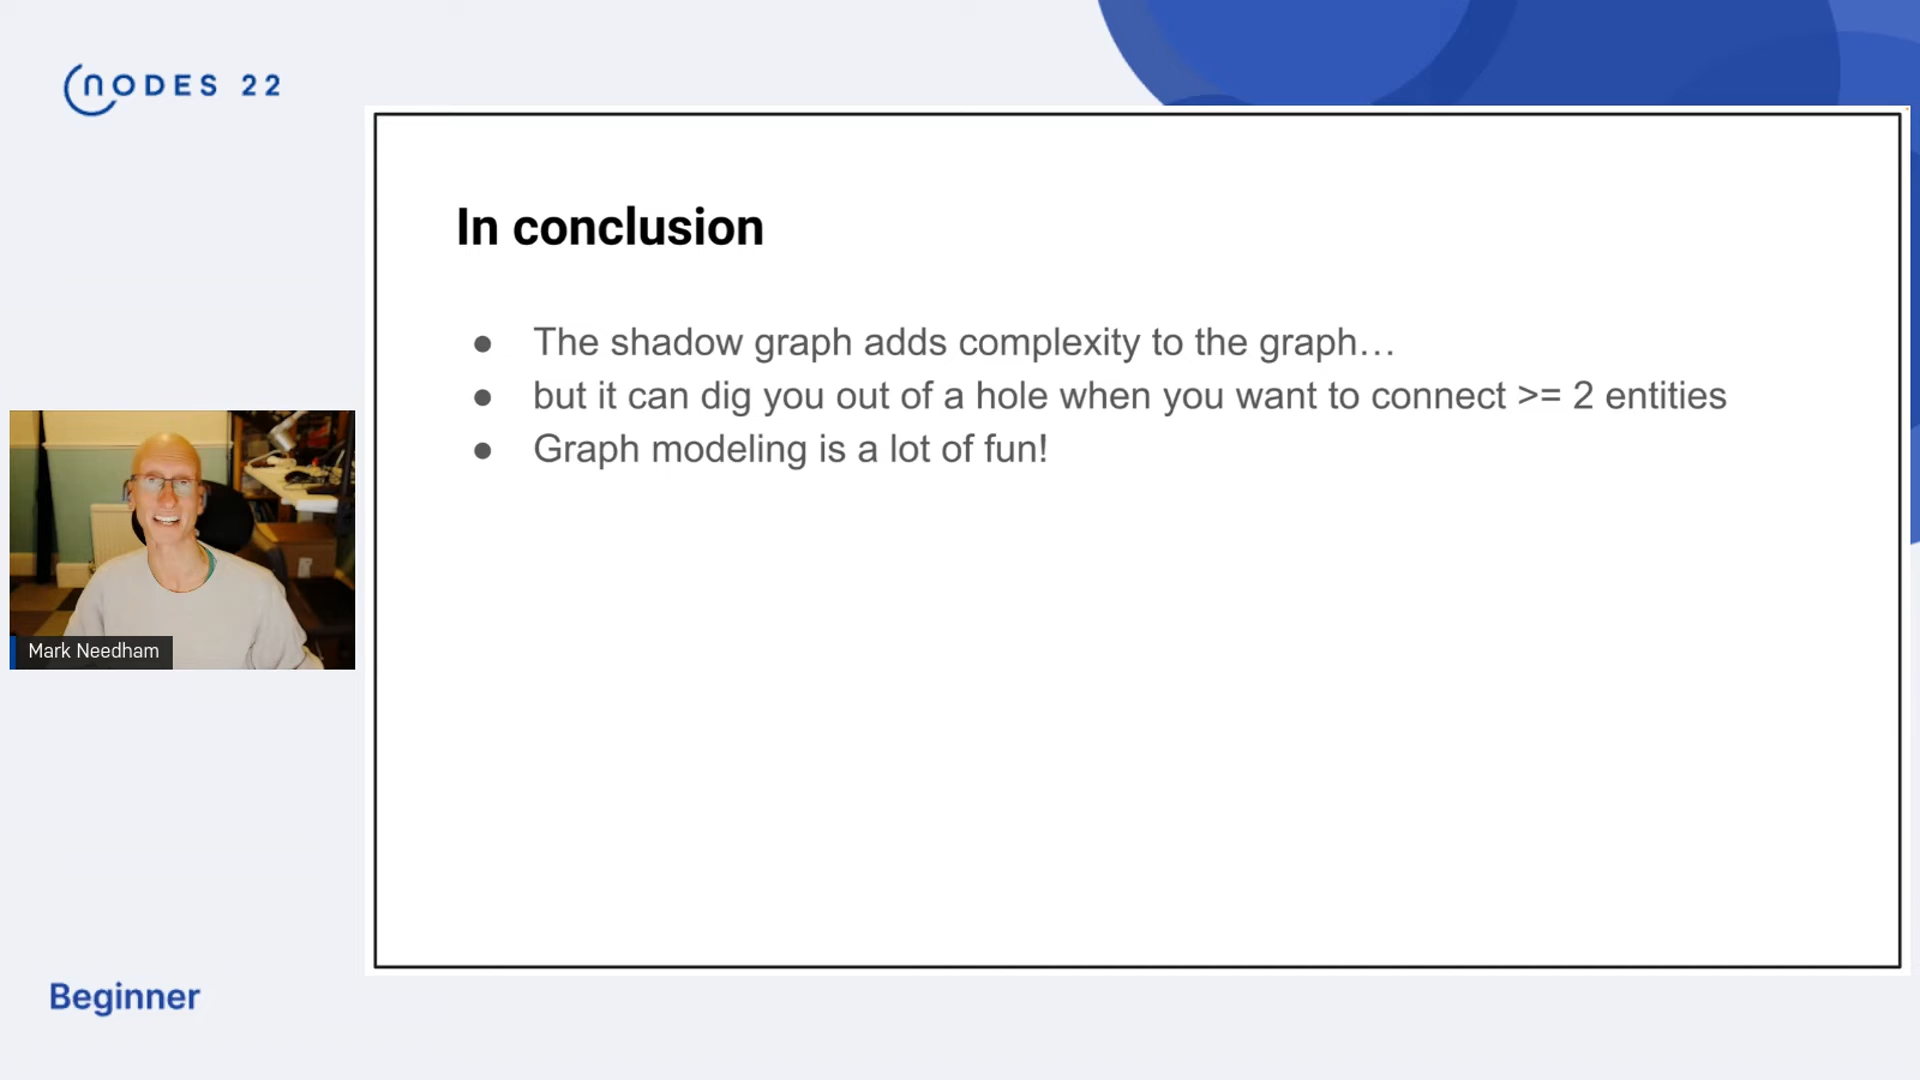 NODES 22
In conclusion
● The shadow graph adds complexity to the graph…
● but it can dig you out of a hole when you want to connect >= 2 entities
● Graph modeling is a lot of fun!
Mark Needham
Beginner